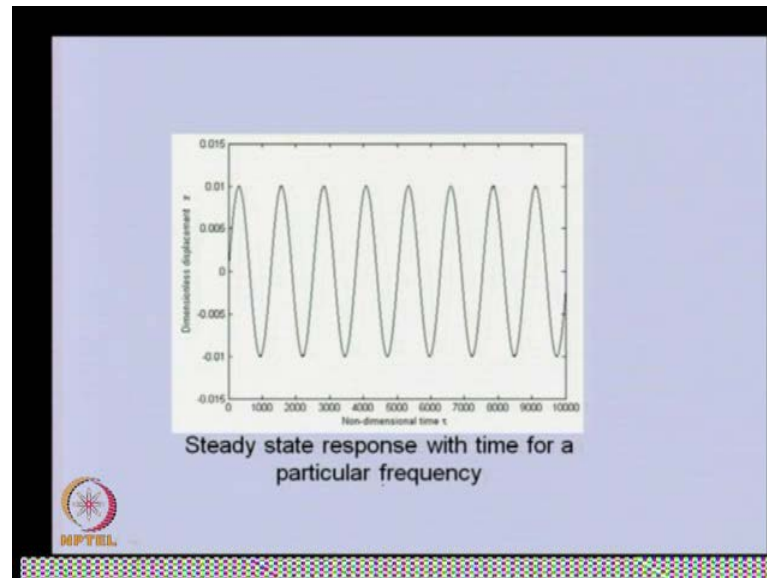 0.015
0.01
0.005
0
-0.005
-0.01
-0.015
Dimensionless displacement
0 1000 2000 3000 4000 5000 6000 7000 8000 9000 10000
Non-dimensional time τ
Steady state response with time for a
particular frequency
NPTEL